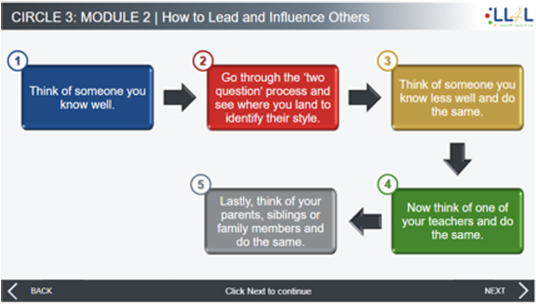 CIRCLE 3: MODULE 2 | How to Lead and Influence Others
LL4L
1
Think of someone you
know well.
2
Go through the 'two
question' process and
see where you land to
identify their style.
3
Think of someone you
know less well and do
the same.
4
Now think of one of
your teachers and do
the same.
5
Lastly, think of your
parents, siblings or
family members and
do the same.
BACK
Click Next to continue
NEXT